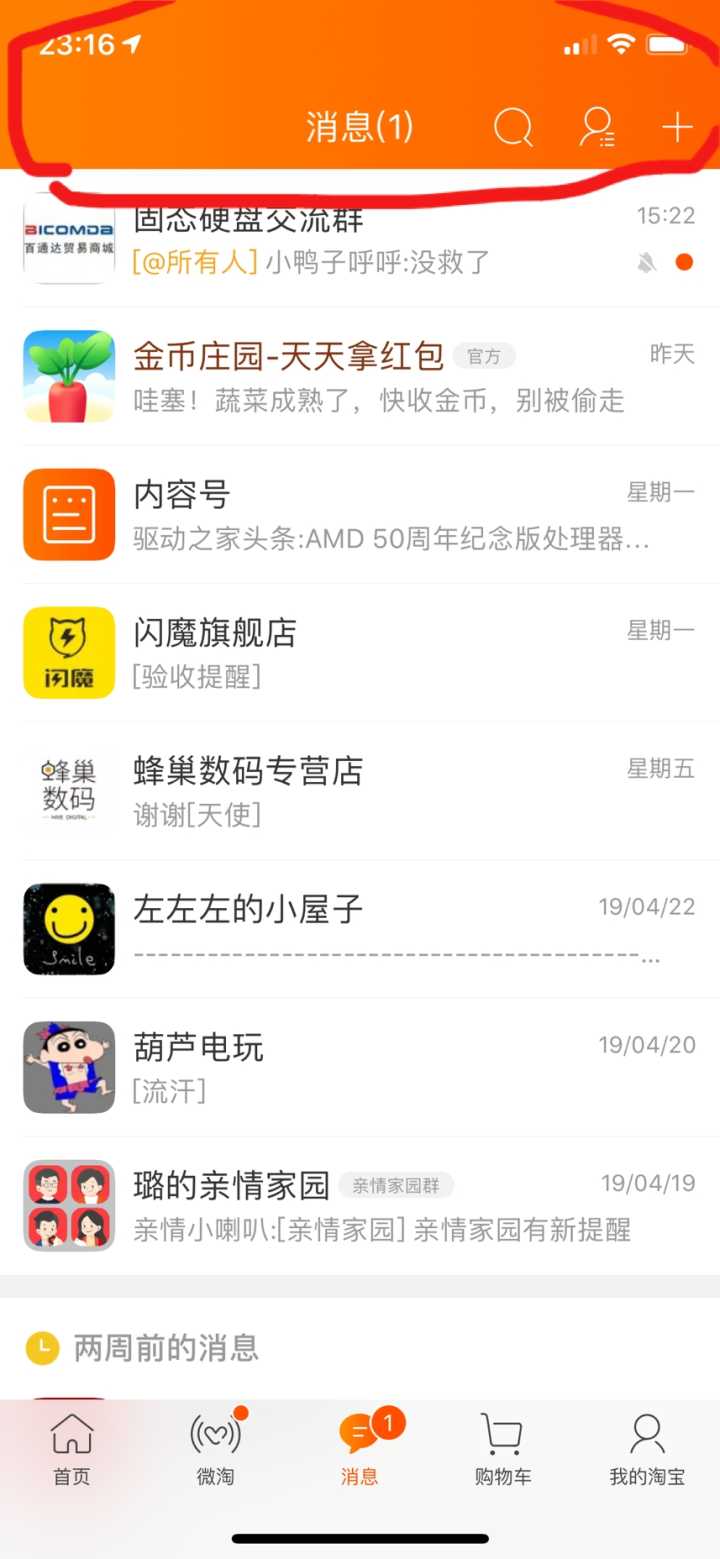 23:16
消息(1)
BICOMDA
百通达贸易商城
固态硬盘交流群
15:22
[@所有人] 小鸭子呼呼:没救了
金币庄园-天天拿红包 官方
昨天
哇塞！蔬菜成熟了，快收金币，别被偷走
内容号
星期一
驱动之家头条:AMD 50周年纪念版处理器...
闪魔
闪魔旗舰店
星期一
[验收提醒]
蜂巢
数码
HIVE DIGITAL
蜂巢数码专营店
星期五
谢谢[天使]
Smile
左左左的小屋子
19/04/22
-----------------------------------------...
葫芦电玩
19/04/20
[流汗]
璐的亲情家园 亲情家园群
19/04/19
亲情小喇叭:[亲情家园] 亲情家园有新提醒
两周前的消息
1
首页 微淘 消息 购物车 我的淘宝